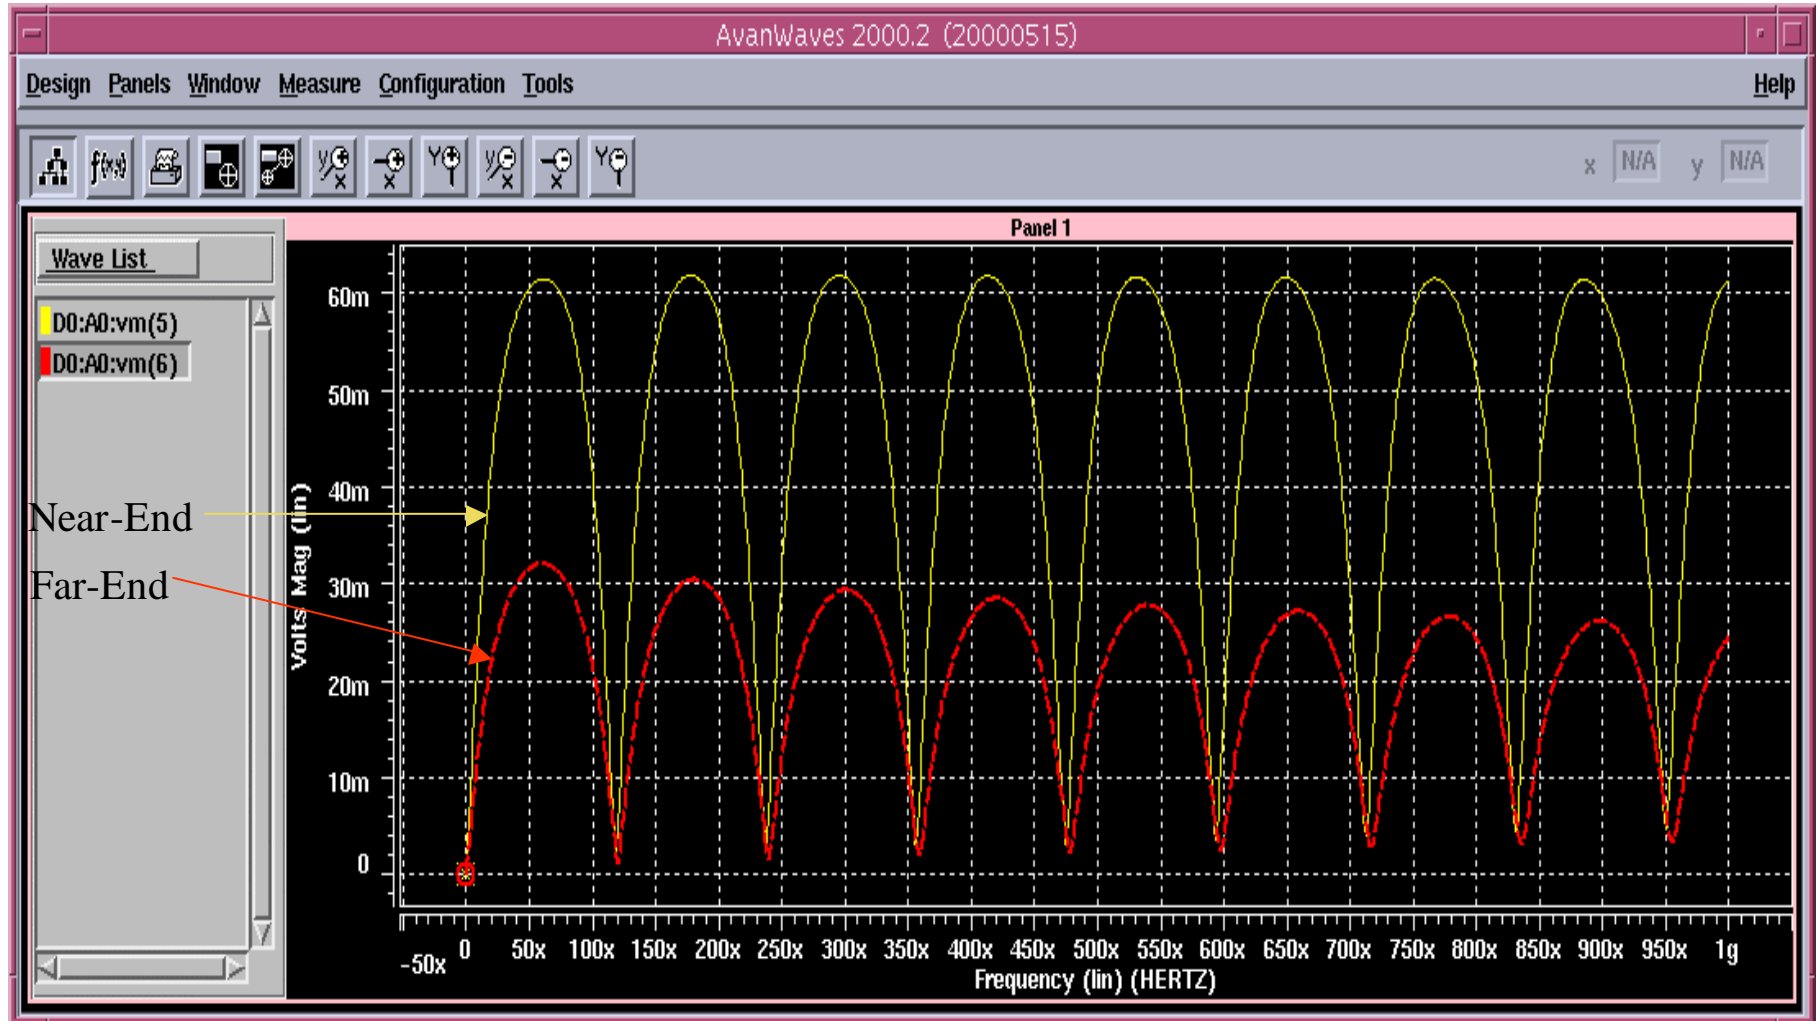 AvanWaves 2000.2 (20000515)
Design Panels Window Measure Configuration Tools Help
f(x,y) y x Y y x x Y x N/A y N/A
Panel 1
Wave List
D0:A0:vm(5)
D0:A0:vm(6)
Near-End
Far-End
Volts Mag (lin)
60m
50m
40m
30m
20m
10m
0
-50x 0 50x 100x 150x 200x 250x 300x 350x 400x 450x 500x 550x 600x 650x 700x 750x 800x 850x 900x 950x 1g
Frequency (lin) (HERTZ)